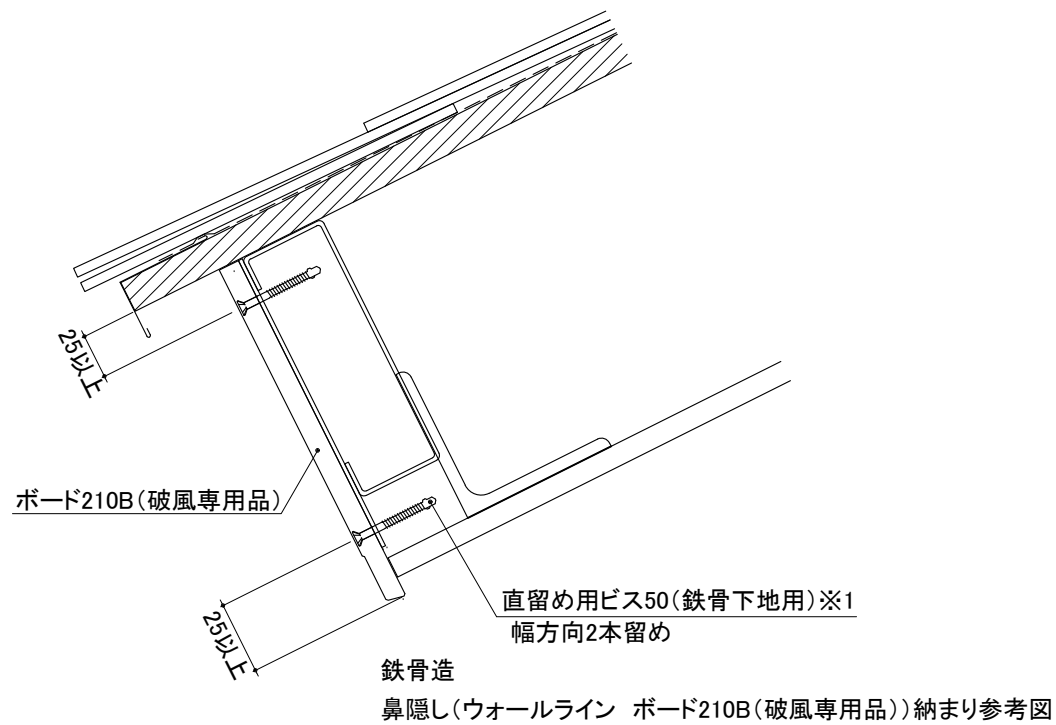 25以上
ボード210B（破風専用品）
直留め用ビス50（鉄骨下地用）※1
幅方向2本留め
25以上
鉄骨造
鼻隠し（ウォールライン　ボード210B（破風専用品））納まり参考図